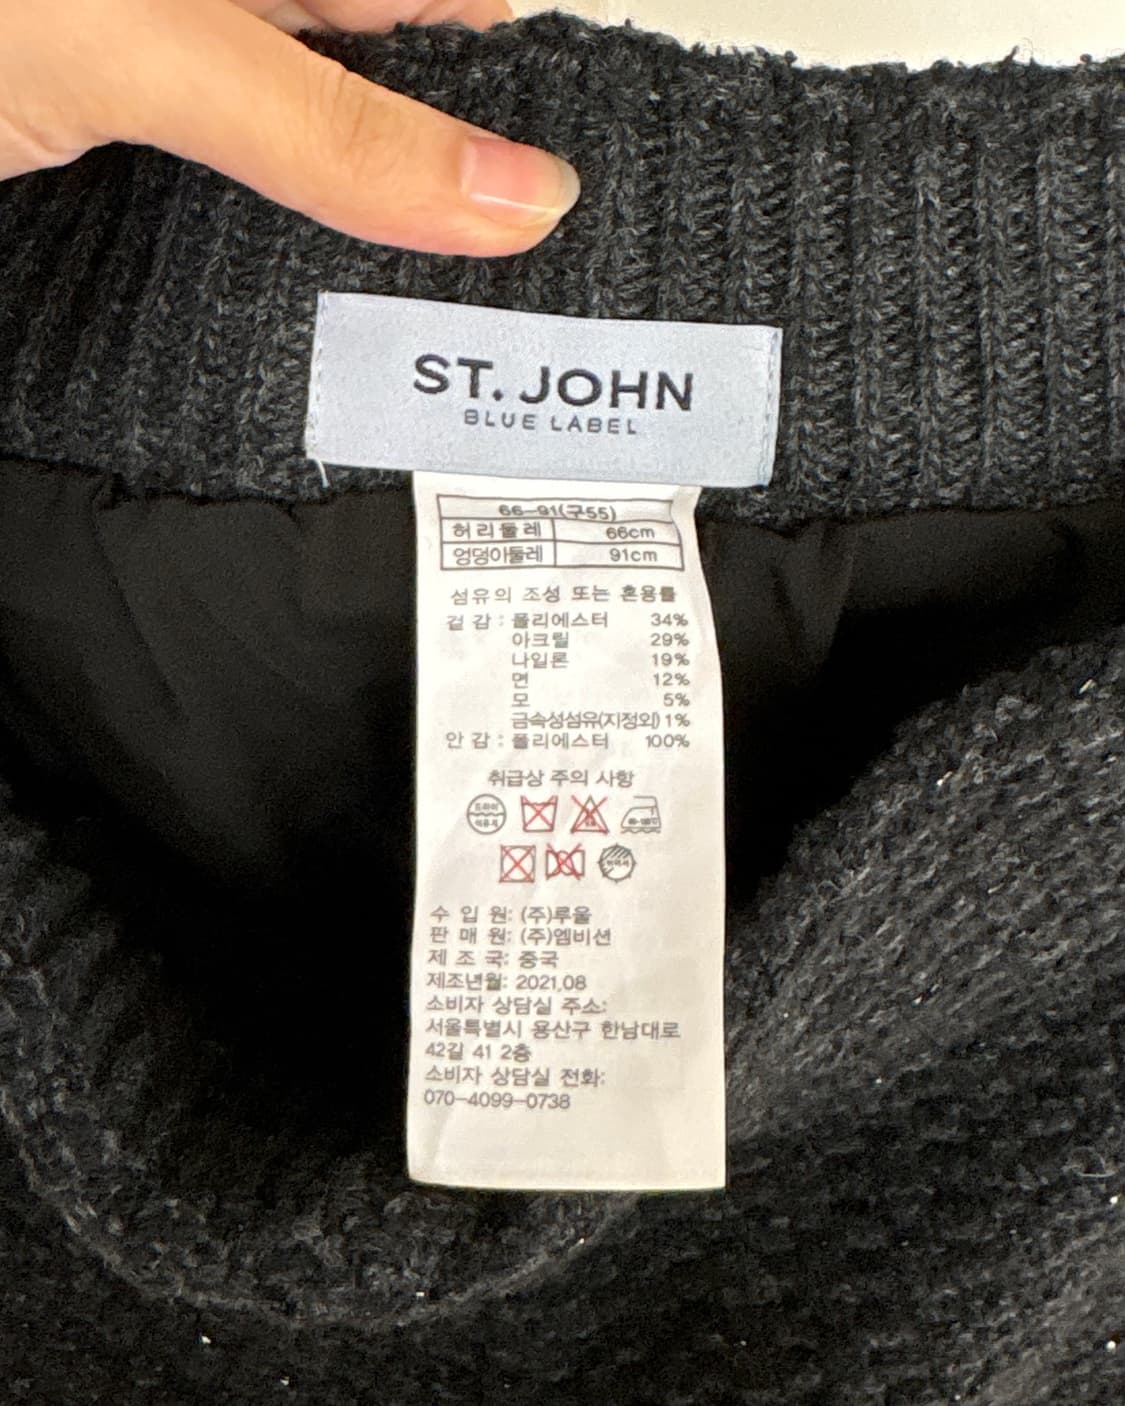 ST. JOHN
BLUE LABEL
66-91(구55)
허리둘레 66cm
엉덩아둘레 91cm
섬유의 조성 또는 혼용률
겉 감 : 폴리에스터 34%
아크릴 29%
나일론 19%
면 12%
모 5%
금속성섬유(지정외) 1%
안 감 : 폴리에스터 100%
취급상 주의 사항
드라이
석유계
수 입 원: (주)루울
판 매 원: (주)엠비션
제 조 국: 중국
제조년월: 2021.08
소비자 상담실 주소:
서울특별시 용산구 한남대로
42길 41 2층
소비자 상담실 전화:
070-4099-0738